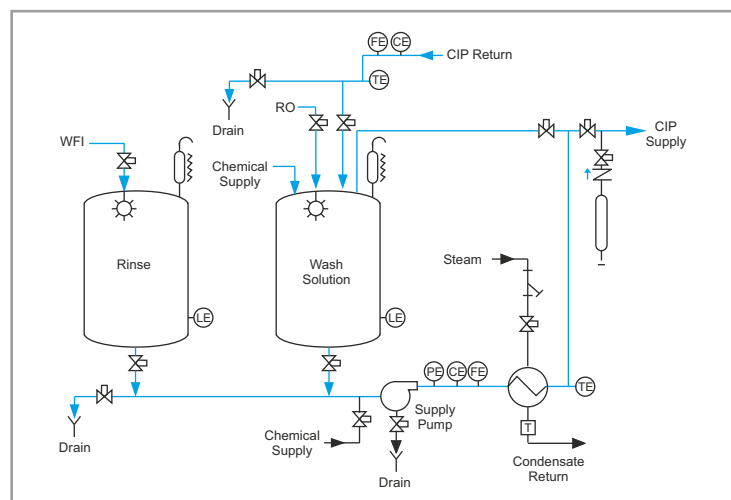 FE
CE
CIP Return
TE
Drain
RO
WFI
CIP
Supply
Chemical
Supply
Rinse
Wash
Solution
Steam
LE
LE
PE
CE
FE
TE
Supply
Pump
T
Drain
Chemical
Supply
Drain
Condensate
Return